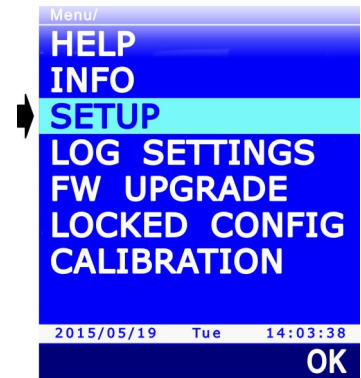 Menu/
HELP
INFO
SETUP
LOG SETTINGS
FW UPGRADE
LOCKED CONFIG
CALIBRATION
2015/05/19 Tue 14:03:38
OK